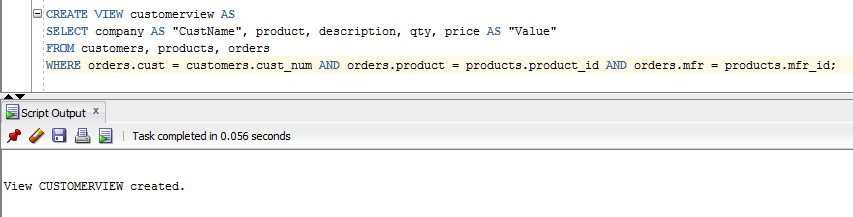 CREATE VIEW customerview AS
SELECT company AS "CustName", product, description, qty, price AS "Value"
FROM customers, products, orders
WHERE orders.cust = customers.cust_num AND orders.product = products.product_id AND orders.mfr = products.mfr_id;
Script Output x
Task completed in 0.056 seconds
View CUSTOMERVIEW created.